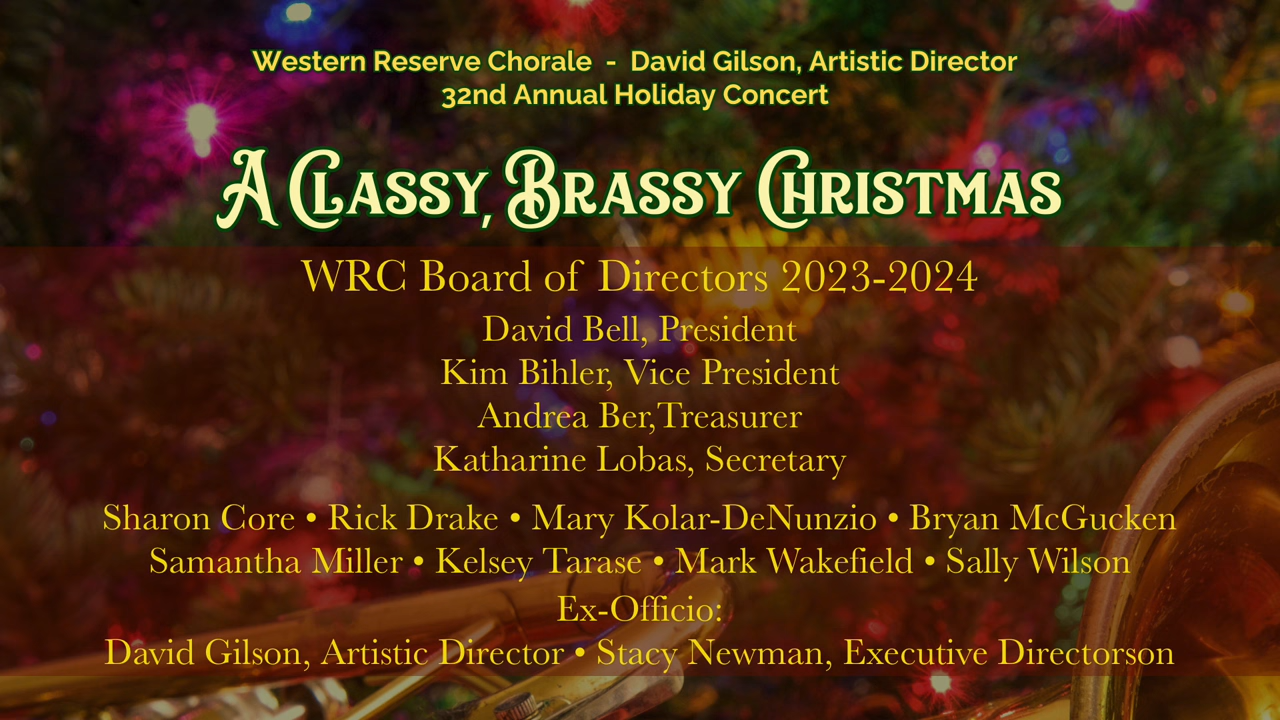 Western Reserve Chorale - David Gilson, Artistic Director
32nd Annual Holiday Concert
A Classy, Brassy Christmas
WRC Board of Directors 2023-2024
David Bell, President
Kim Bihler, Vice President
Andrea Ber,Treasurer
Katharine Lobas, Secretary
Sharon Core • Rick Drake • Mary Kolar-DeNunzio • Bryan McGucken
Samantha Miller • Kelsey Tarase • Mark Wakefield • Sally Wilson
Ex-Officio:
David Gilson, Artistic Director • Stacy Newman, Executive Directorson